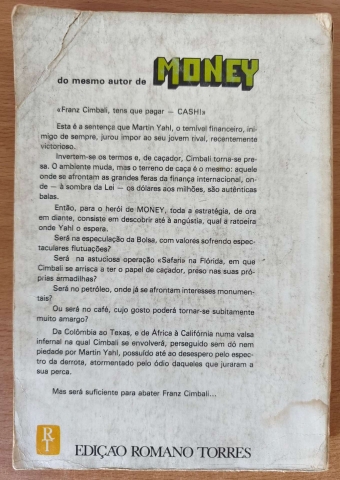 do mesmo autor de MONEY
«Franz Cimbali, tens que pagar — CASH!»
Esta é a sentença que Martin Yahl, o temível financeiro, ini-
migo de sempre, jurou impor ao seu jovem rival, recentemente
victorioso.
Invertem-se os termos e, de caçador, Cimbali torna-se pre-
sa. O ambiente muda, mas o terreno de caça é o mesmo: aquele
onde se afrontam as grandes feras da finança internacional, on-
de — à sombra da Lei — os dólares aos milhões, são autênticas
balas.
Então, para o herói de MONEY, toda a estratégia, de ora
em diante, consiste em descobrir até à angústia, qual a ratoeira
onde Yahl o espera.
Será na especulação da Bolsa, com valores sofrendo espec-
taculares flutuações?
Será na astuciosa operação «Safari» na Flórida, em que
Cimbali se arrisca a ter o papel de caçador, preso nas suas pró-
prias armadilhas?
Será no petróleo, onde já se afrontam interesses monumen-
tais?
Ou será no café, cujo gosto poderá tornar-se subitamente
muito amargo?
Da Colômbia ao Texas, e de África à Califórnia numa valsa
infernal na qual Cimbali se envolverá, perseguido sem dó nem
piedade por Martin Yahl, possuído até ao desespero pelo espec-
tro da derrota, atormentado pelo ódio daqueles que juraram a
sua perca.
Mas será suficiente para abater Franz Cimbali...
RT
EDIÇÃO ROMANO TORRES